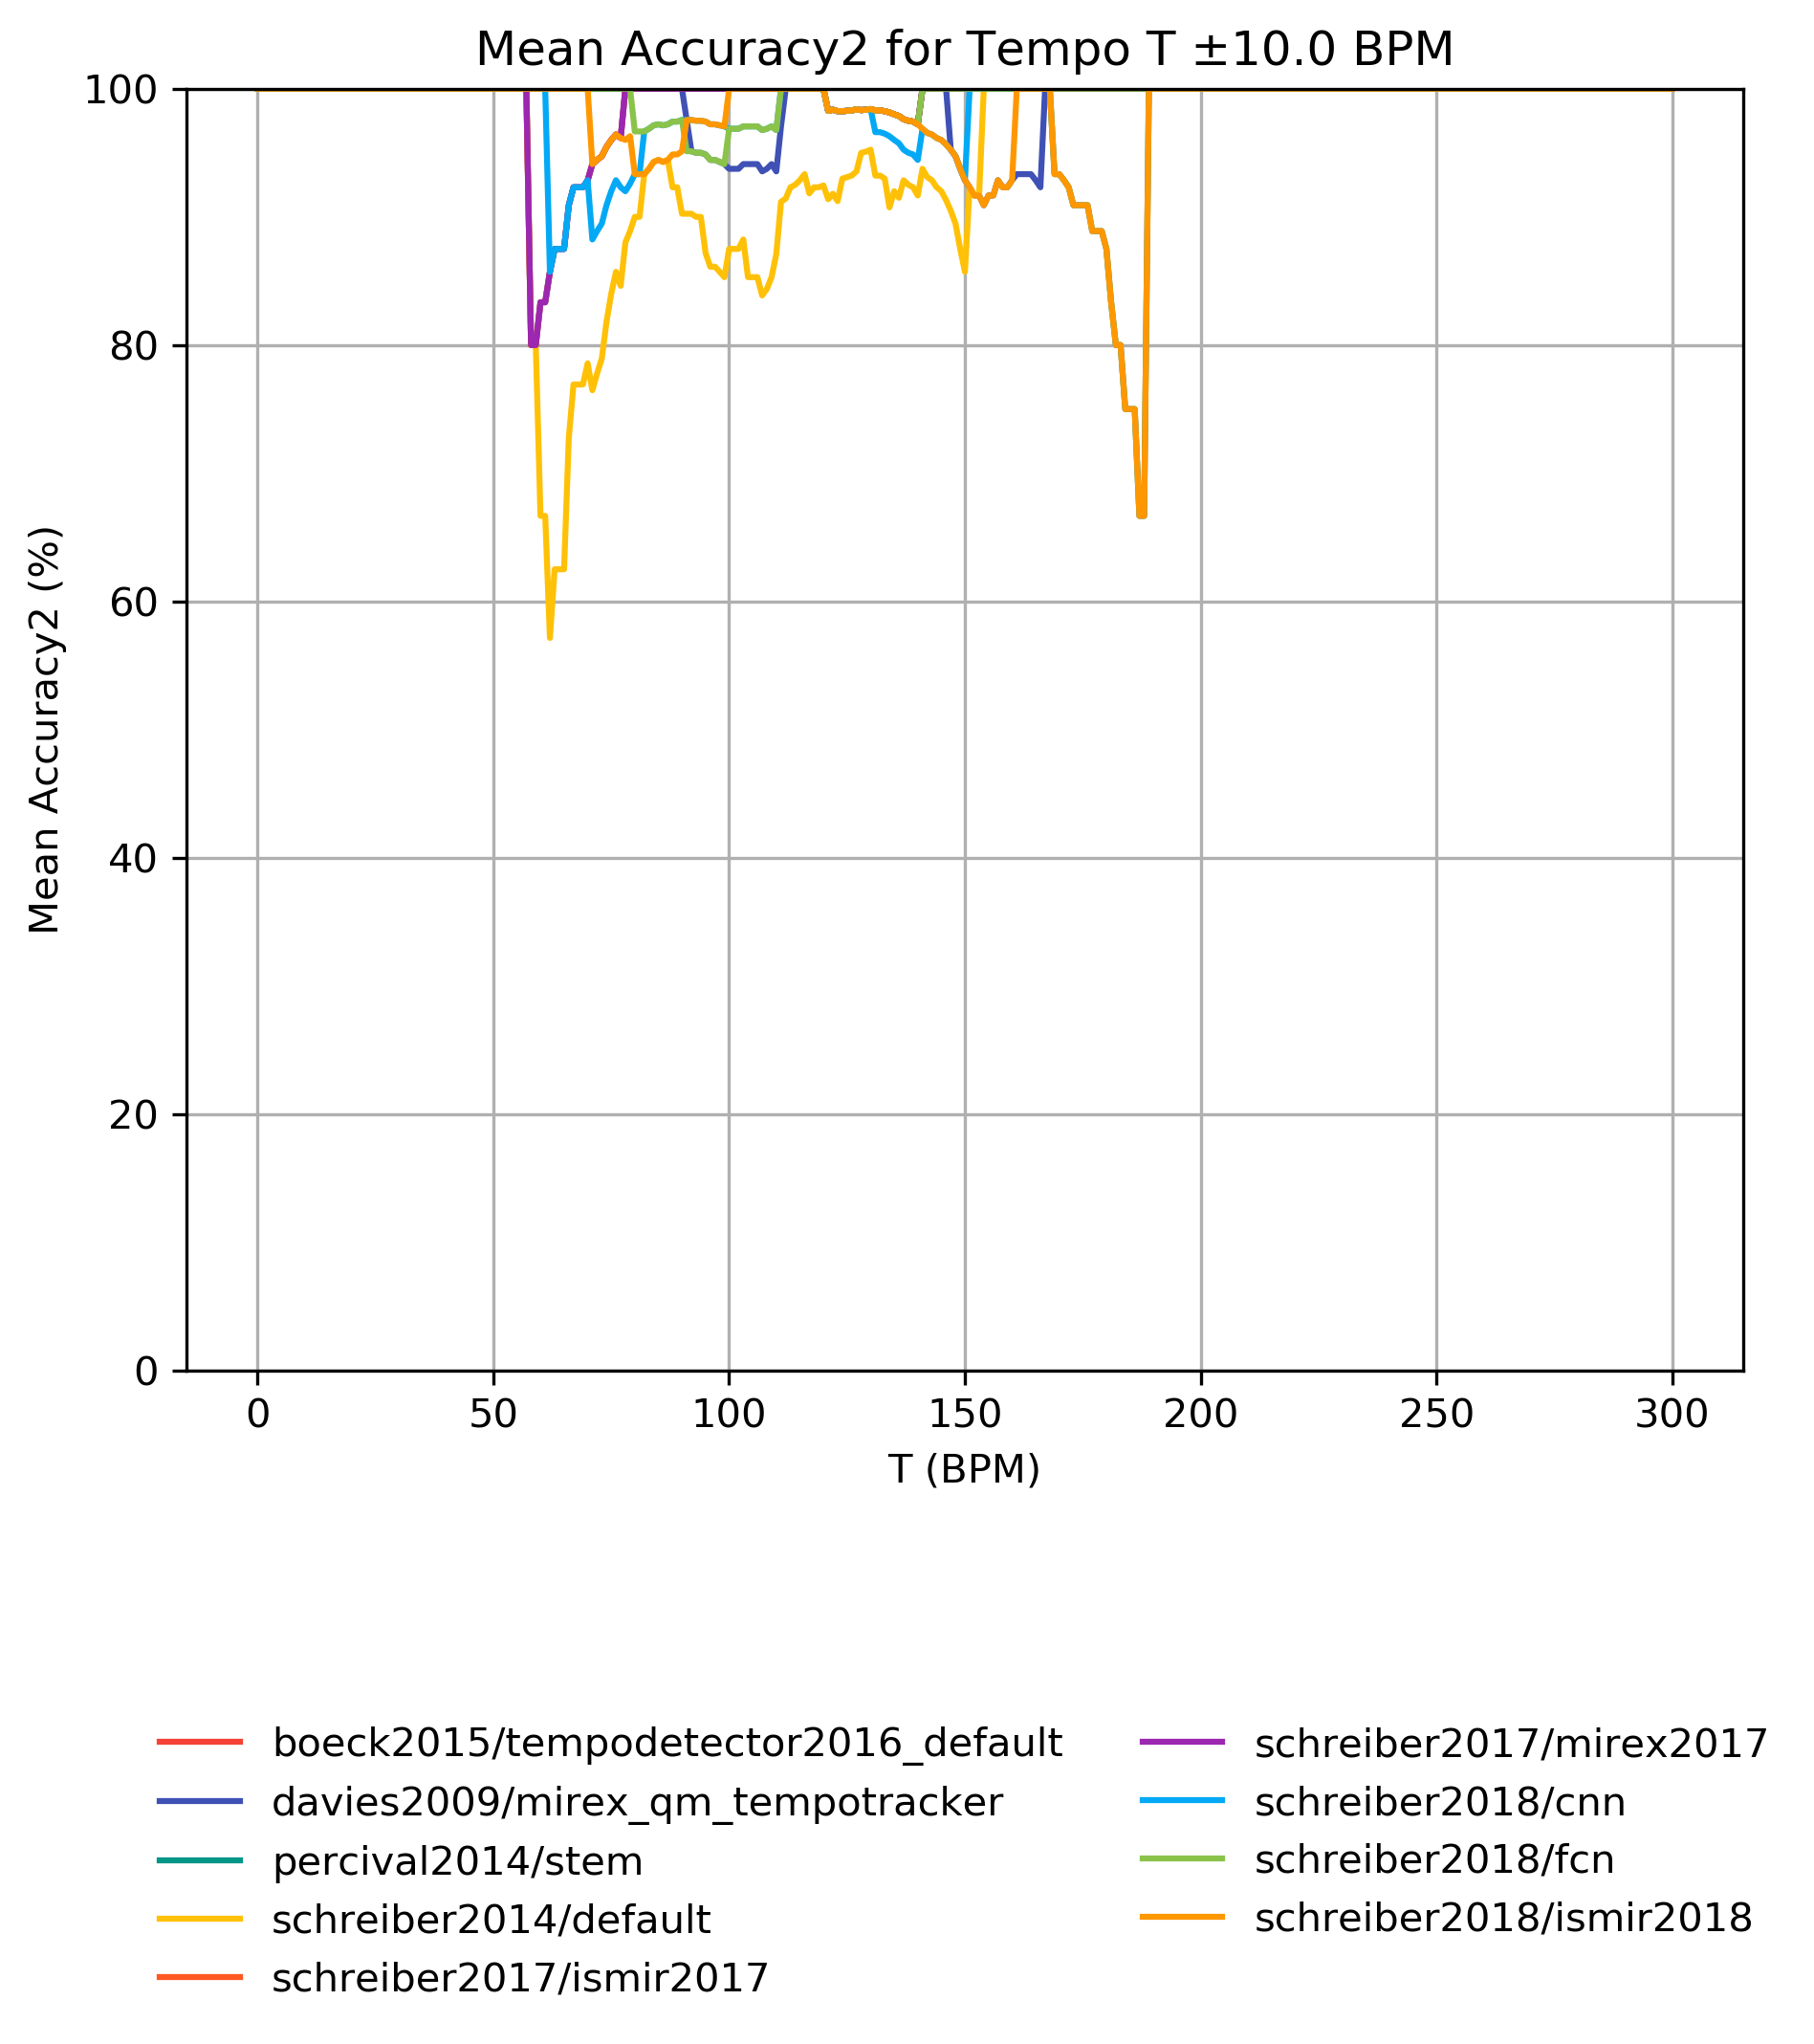 Mean Accuracy2 for Tempo T ±10.0 BPM
Mean Accuracy2 (%)
100
80
60
40
20
0
0 50 100 150 200 250 300
T (BPM)
boeck2015/tempodetector2016_default
davies2009/mirex_qm_tempotracker
percival2014/stem
schreiber2014/default
schreiber2017/ismir2017
schreiber2017/mirex2017
schreiber2018/cnn
schreiber2018/fcn
schreiber2018/ismir2018